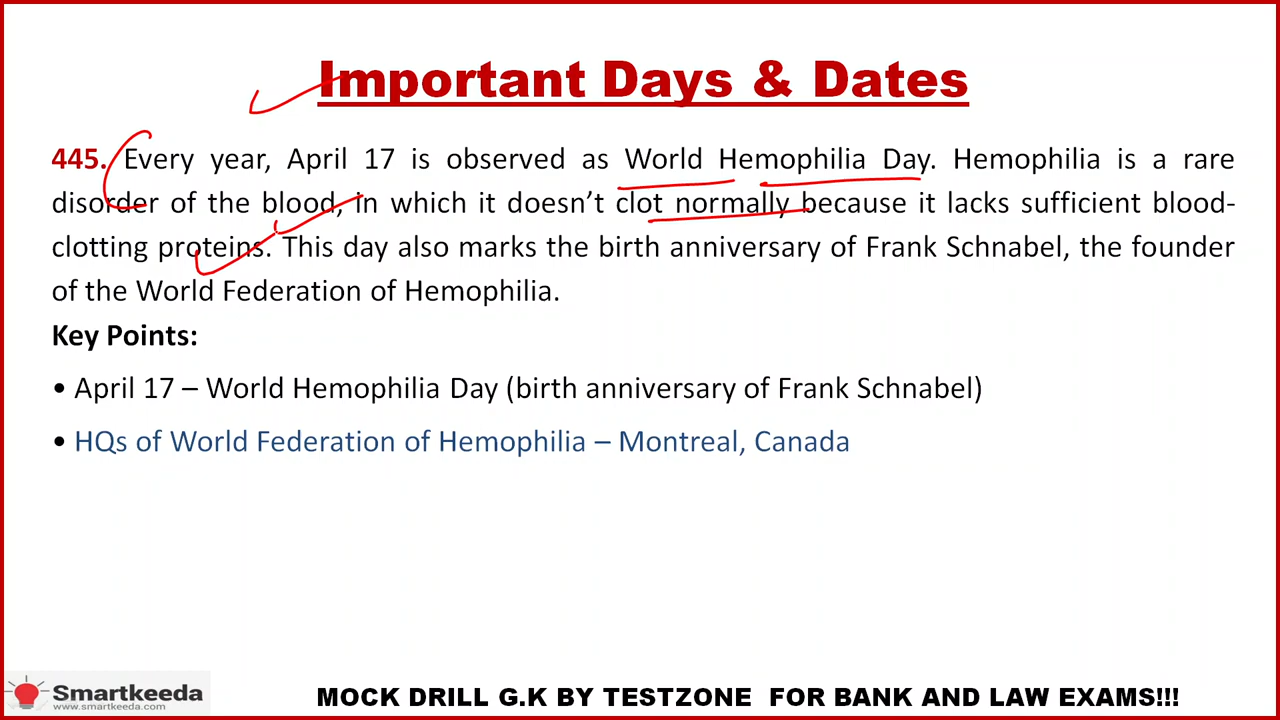 Important Days & Dates
445. Every year, April 17 is observed as World Hemophilia Day. Hemophilia is a rare
disorder of the blood, in which it doesn’t clot normally because it lacks sufficient blood-
clotting proteins. This day also marks the birth anniversary of Frank Schnabel, the founder
of the World Federation of Hemophilia.
Key Points:
• April 17 – World Hemophilia Day (birth anniversary of Frank Schnabel)
• HQs of World Federation of Hemophilia – Montreal, Canada
Smartkeeda
www.smartkeeda.com
MOCK DRILL G.K BY TESTZONE FOR BANK AND LAW EXAMS!!!